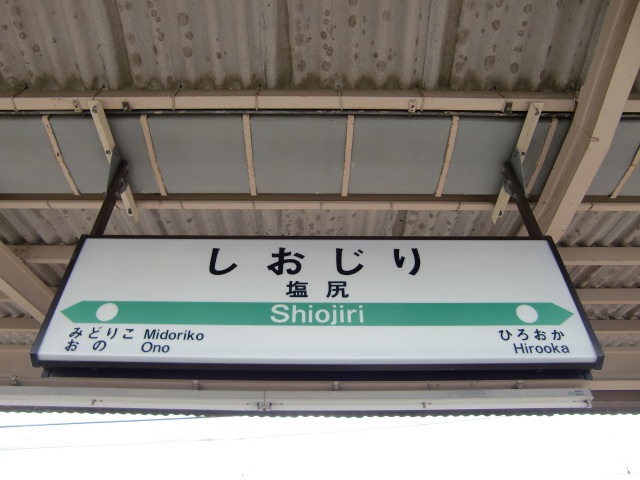 しおじり
塩尻
Shiojiri
みどりこ Midoriko
おの Ono
ひろおか
Hirooka